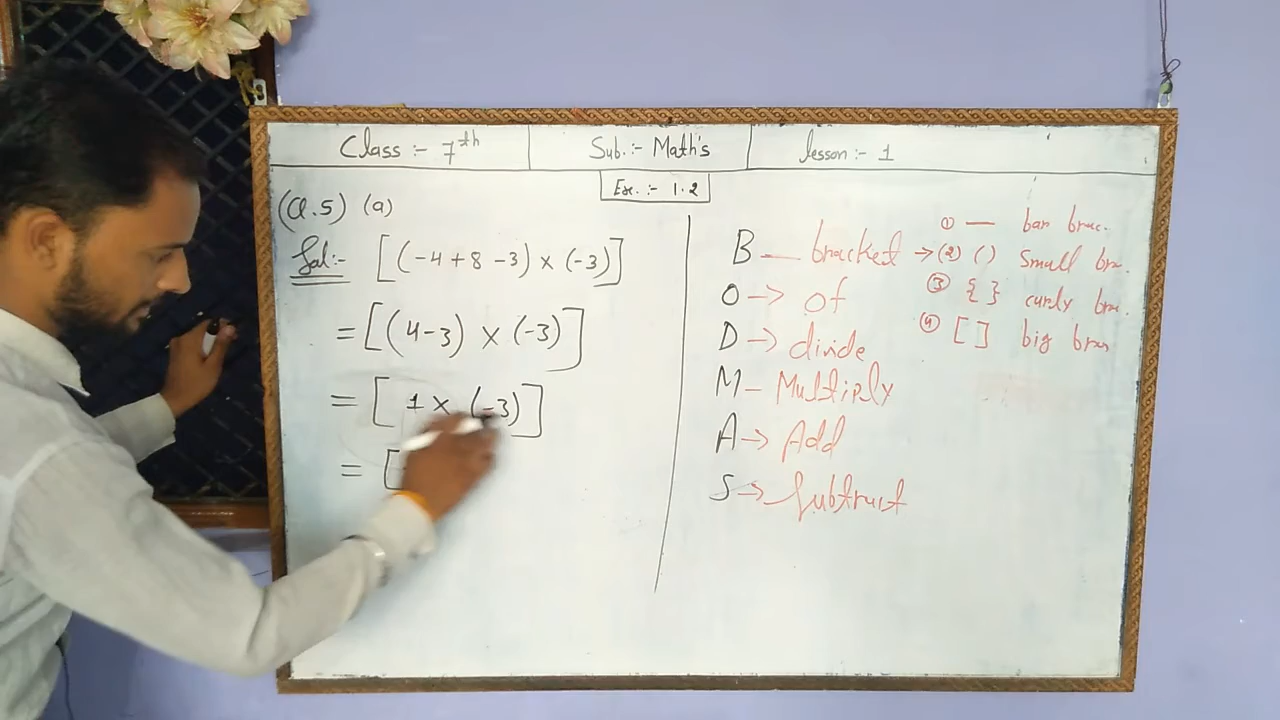 Class :- 7th
Sub. :- Math's
lesson :- 1
Ex. :- 1.2
(Q.5) (a)
Sol:- [(-4+8-3)×(-3)]
=[(4-3)×(-3)]
=[1×(-3)]
=[
B — bracket → (2) () Small bra.
① — bar brac.
O → of
③ { } curly bra.
D → divide
④ [ ] big
M - Multiply
A → Add
S → Subtract